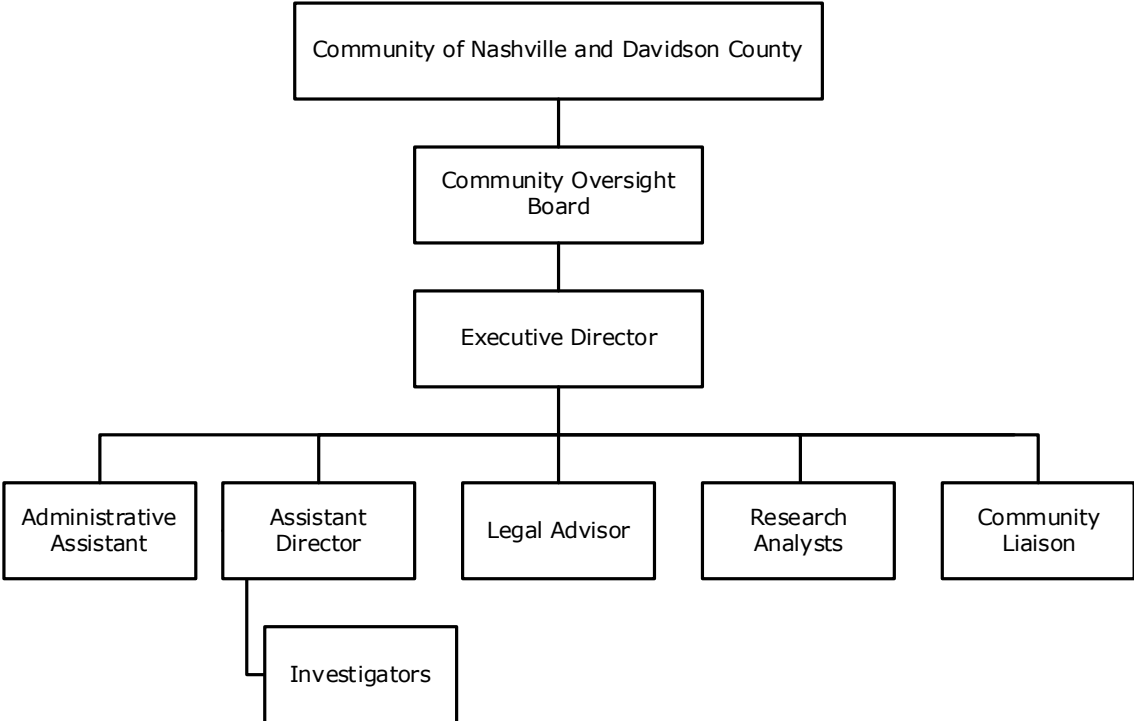 Community of Nashville and Davidson County
Community Oversight
Board
Executive Director
Administrative
Assistant
Assistant
Director
Legal Advisor
Research
Analysts
Community
Liaison
Investigators